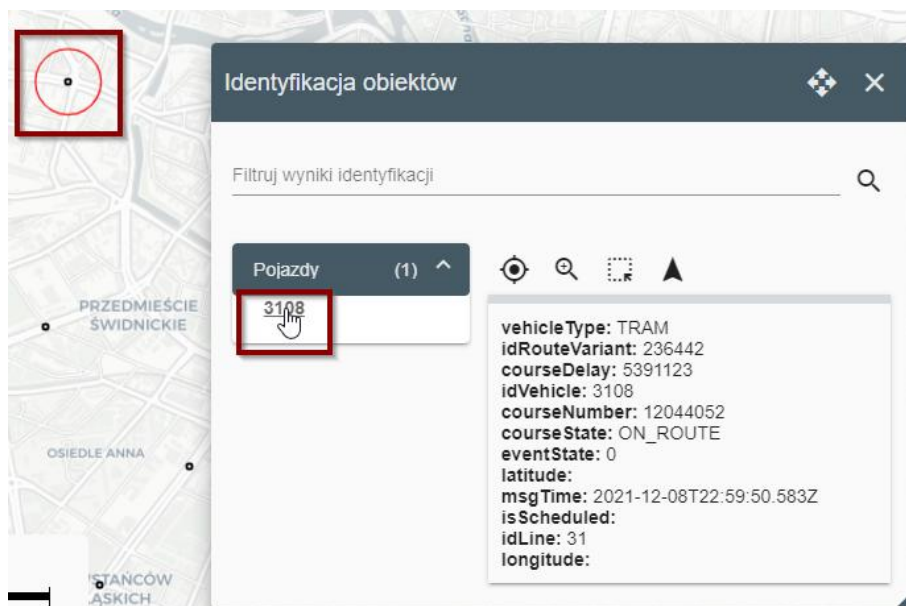 Identyfikacja obiektów
Filtruj wyniki identyfikacji
Pojazdy (1)
3108
vehicleType: TRAM
idRouteVariant: 236442
courseDelay: 5391123
idVehicle: 3108
courseNumber: 12044052
courseState: ON_ROUTE
eventState: 0
latitude:
msgTime: 2021-12-08T22:59:50.583Z
isScheduled:
idLine: 31
longitude:
PRZEDMIEŚCIE
ŚWIDNICKIE
OSIEDLE ANNA